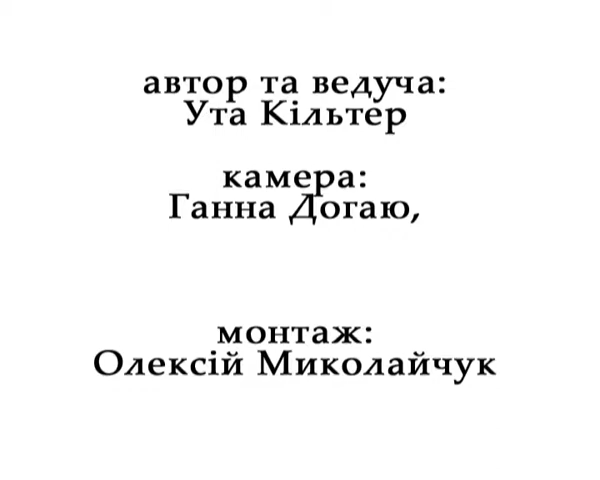 автор та ведуча:
Ута Кільтер
камера:
Ганна Догаю,
монтаж:
Олексій Миколайчук